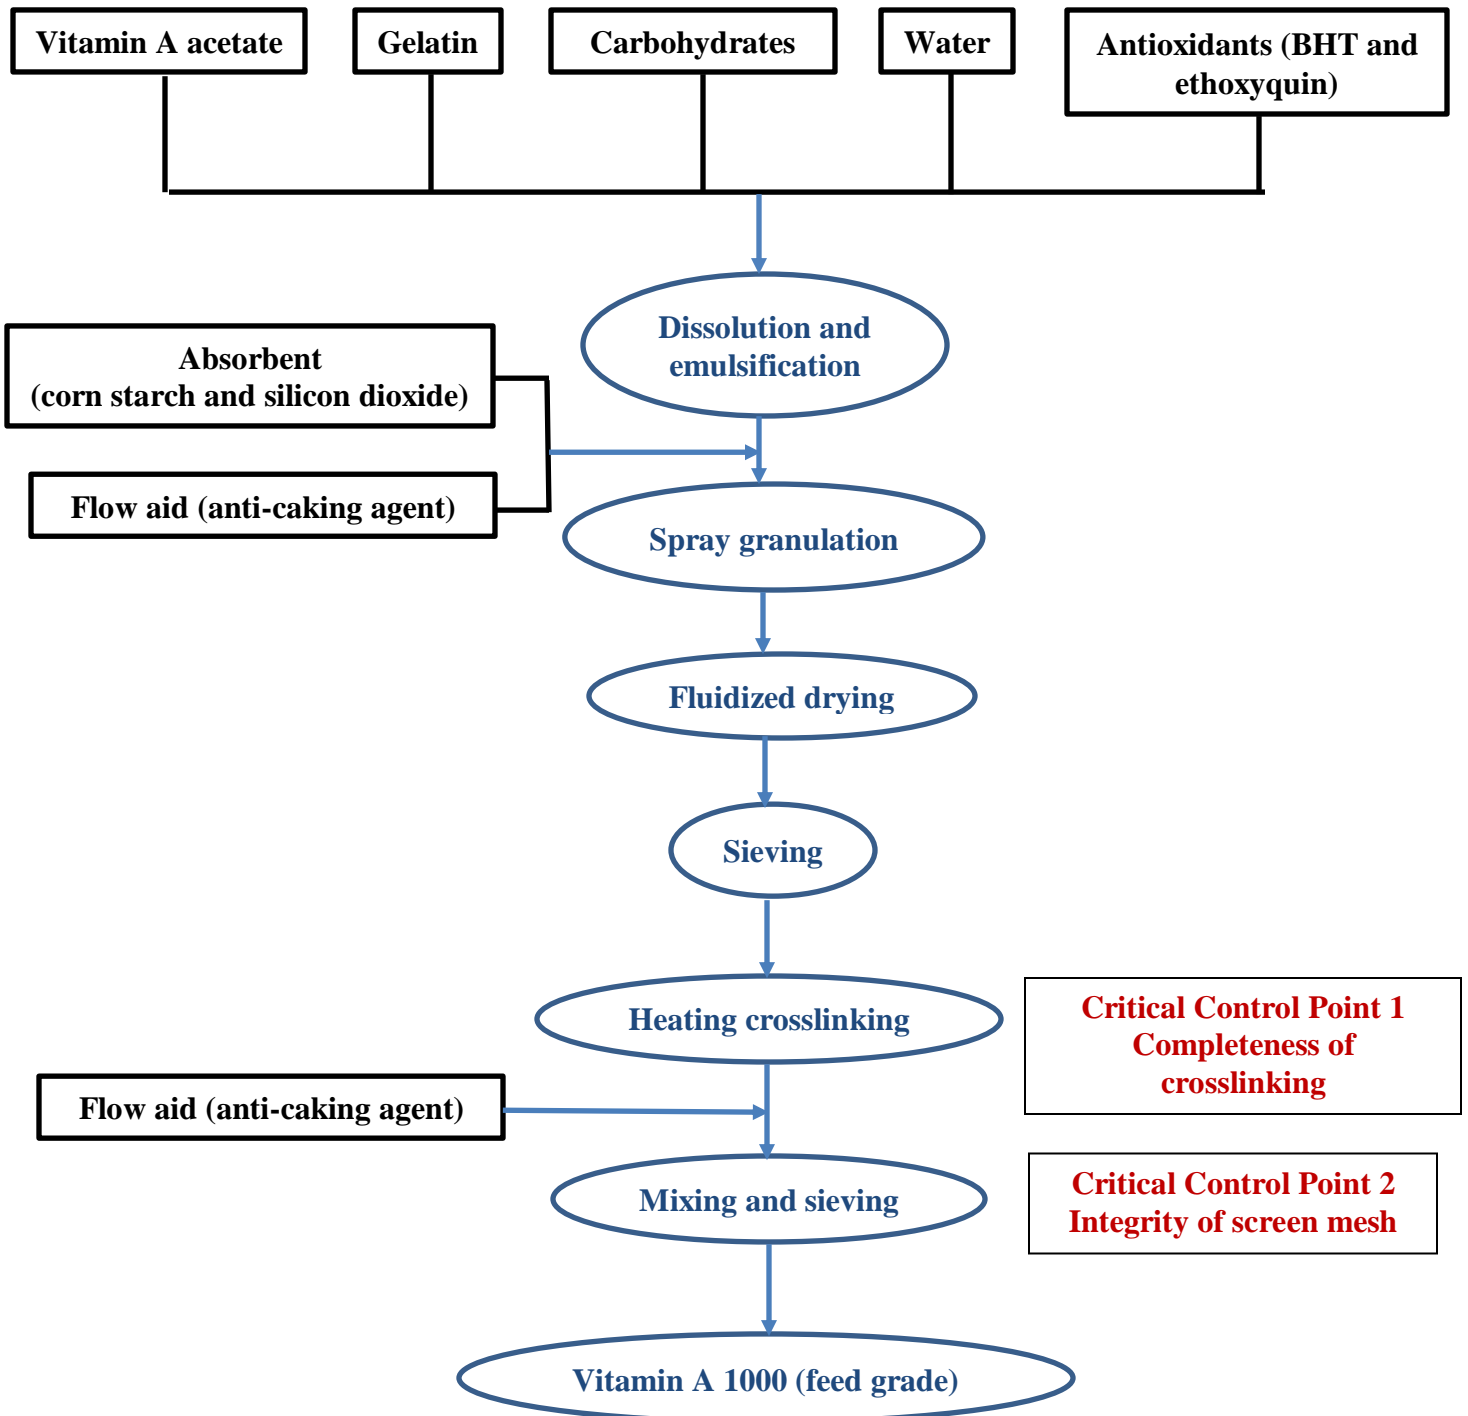 Vitamin A acetate
Gelatin
Carbohydrates
Water
Antioxidants (BHT and
ethoxyquin)
Dissolution and
emulsification
Absorbent
(corn starch and silicon dioxide)
Flow aid (anti-caking agent)
Spray granulation
Fluidized drying
Sieving
Heating crosslinking
Critical Control Point 1
Completeness of
crosslinking
Flow aid (anti-caking agent)
Mixing and sieving
Critical Control Point 2
Integrity of screen mesh
Vitamin A 1000 (feed grade)